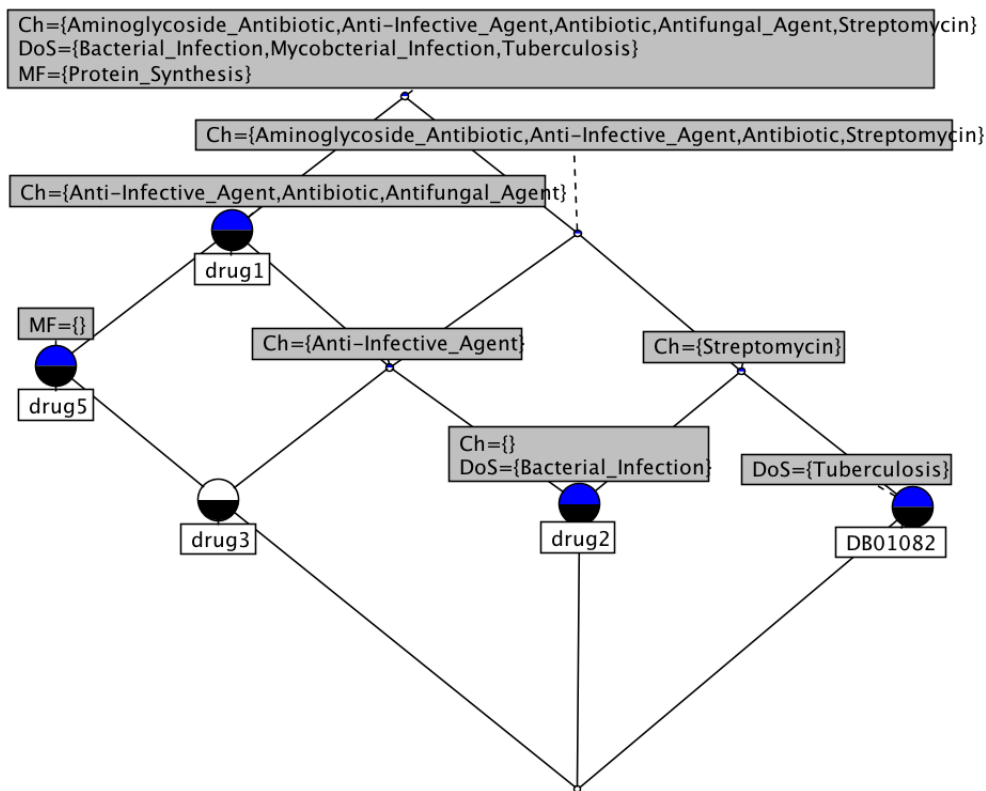 Ch={Aminoglycoside_Antibiotic,Anti-Infective_Agent,Antibiotic,Antifungal_Agent,Streptomycin}
DoS={Bacterial_Infection,Mycobcterial_Infection,Tuberculosis}
MF={Protein_Synthesis}
Ch={Aminoglycoside_Antibiotic,Anti-Infective_Agent,Antibiotic,Streptomycin}
Ch={Anti-Infective_Agent,Antibiotic,Antifungal_Agent}
drug1
MF={}
Ch={Anti-Infective_Agent}
Ch={Streptomycin}
drug5
Ch={}
DoS={Bacterial_Infection}
DoS={Tuberculosis}
drug3
drug2
DB01082